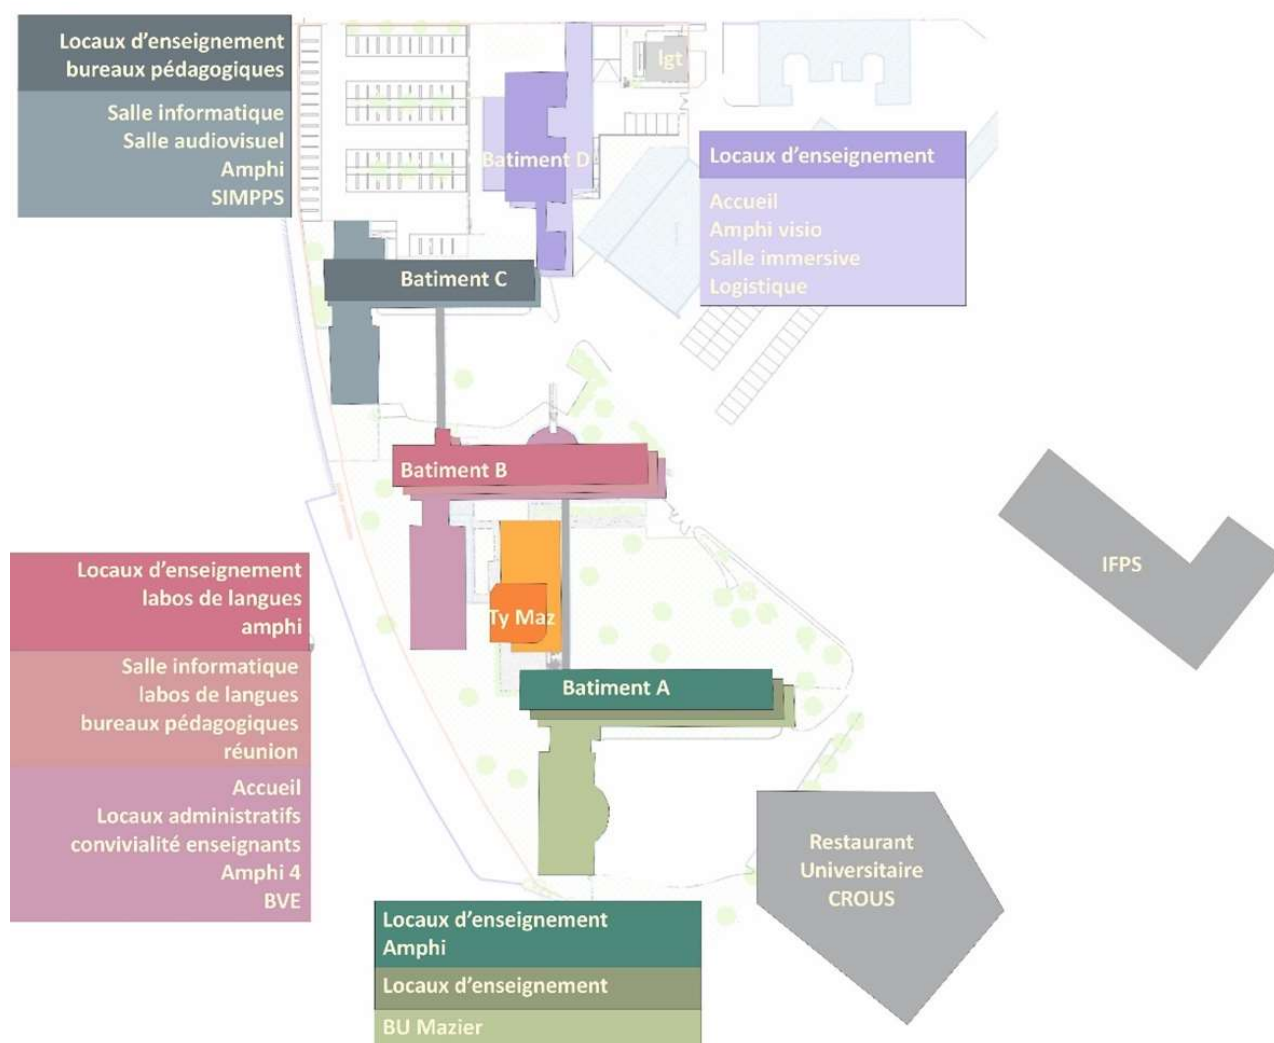 Locaux d'enseignement
bureaux pédagogiques
Salle informatique
Salle audiovisuel
Amphi
SIMPPS
lgt
Batiment D
Locaux d'enseignement
Accueil
Amphi visio
Salle immersive
Logistique
Batiment C
Batiment B
IFPS
Ty Maz
Locaux d'enseignement
labos de langues
amphi
Salle informatique
labos de langues
bureaux pédagogiques
réunion
Accueil
Locaux administratifs
convivialité enseignants
Amphi 4
BVE
Batiment A
Restaurant
Universitaire
CROUS
Locaux d'enseignement
Amphi
Locaux d'enseignement
BU Mazier